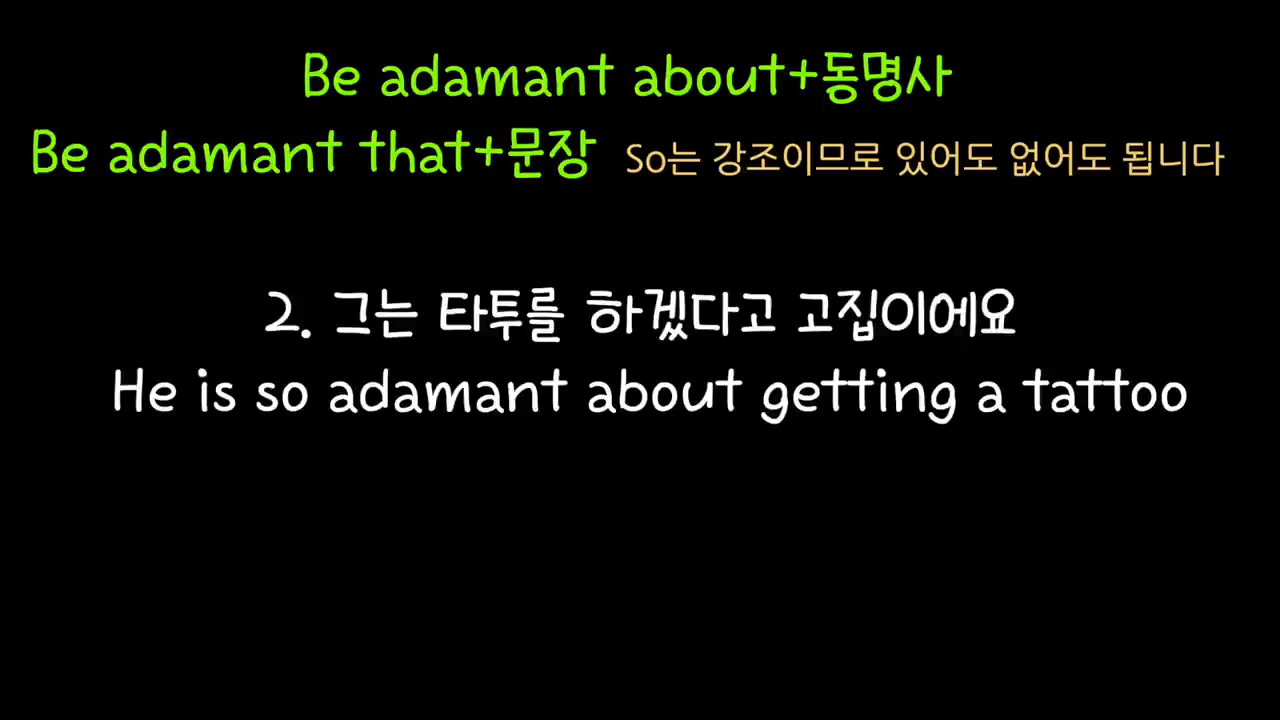 Be adamant about+동명사
Be adamant that+문장 So는 강조이므로 있어도 없어도 됩니다
2. 그는 타투를 하겠다고 고집이에요
He is so adamant about getting a tattoo